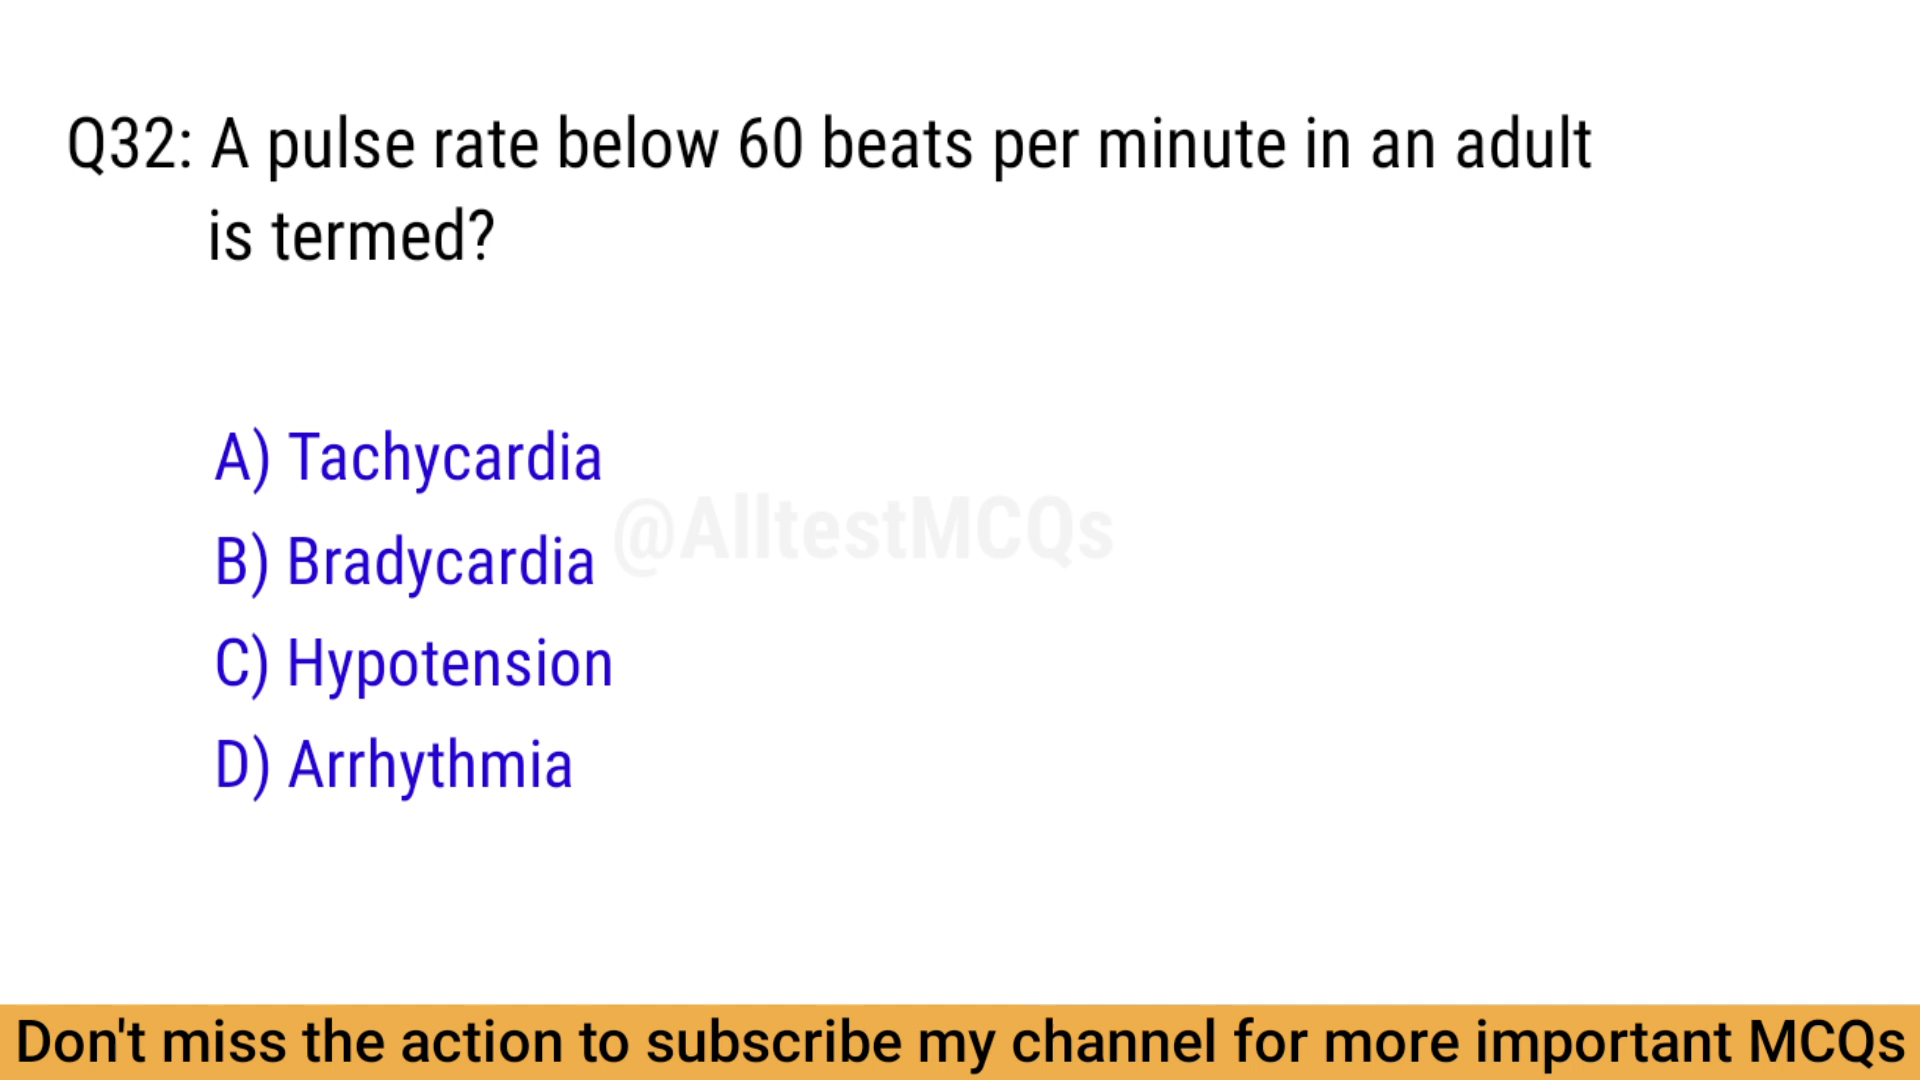 Q32: A pulse rate below 60 beats per minute in an adult
is termed?
A) Tachycardia
@AlltestMCQs
B) Bradycardia
C) Hypotension
D) Arrhythmia
Don't miss the action to subscribe my channel for more important MCQs